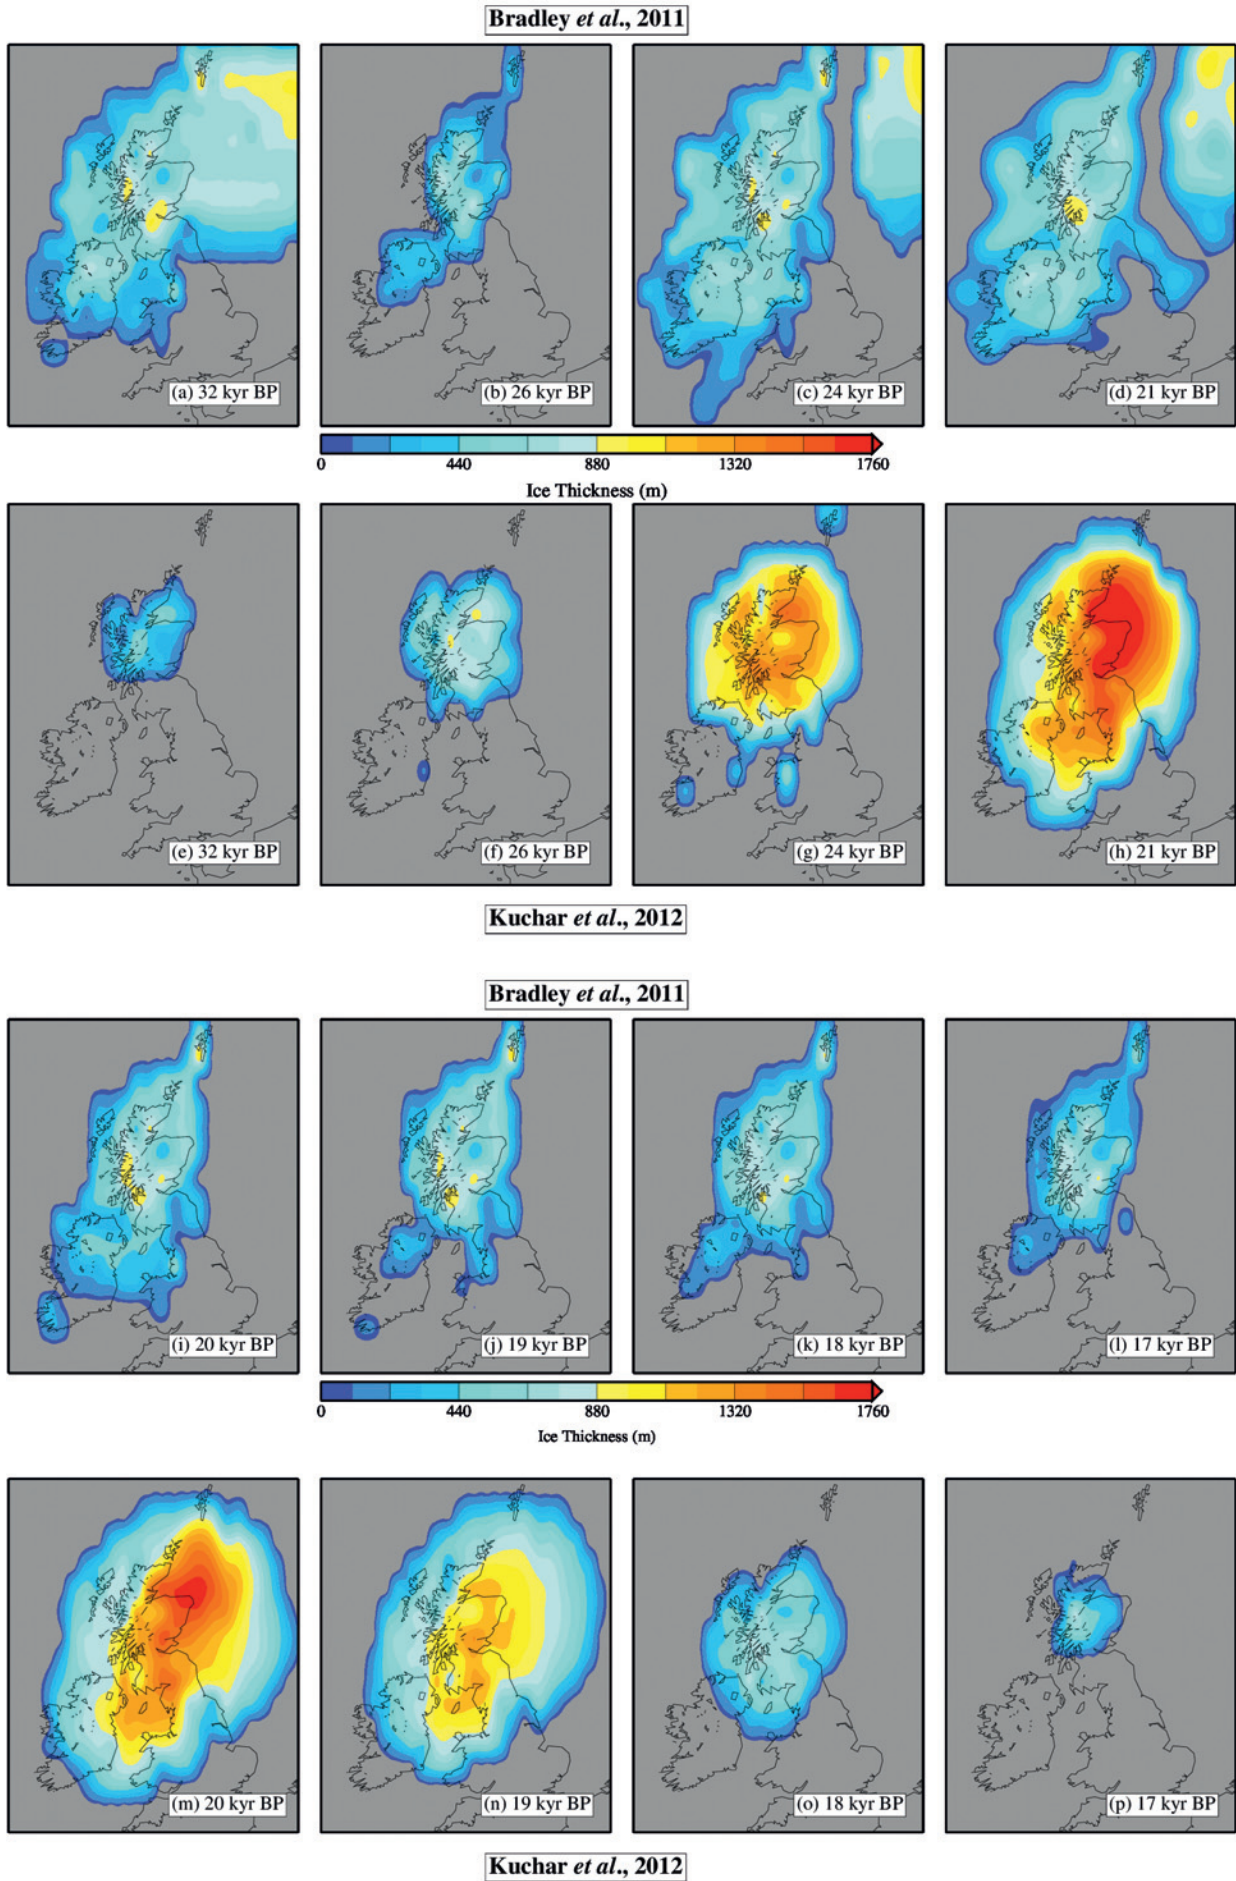 Bradley et al., 2011
(a) 32 kyr BP
(b) 26 kyr BP
(c) 24 kyr BP
(d) 21 kyr BP
0 440 880 1320 1760
Ice Thickness (m)
(e) 32 kyr BP
(f) 26 kyr BP
(g) 24 kyr BP
(h) 21 kyr BP
Kuchar et al., 2012
Bradley et al., 2011
(i) 20 kyr BP
(j) 19 kyr BP
(k) 18 kyr BP
(l) 17 kyr BP
0 440 880 1320 1760
Ice Thickness (m)
(m) 20 kyr BP
(n) 19 kyr BP
(o) 18 kyr BP
(p) 17 kyr BP
Kuchar et al., 2012